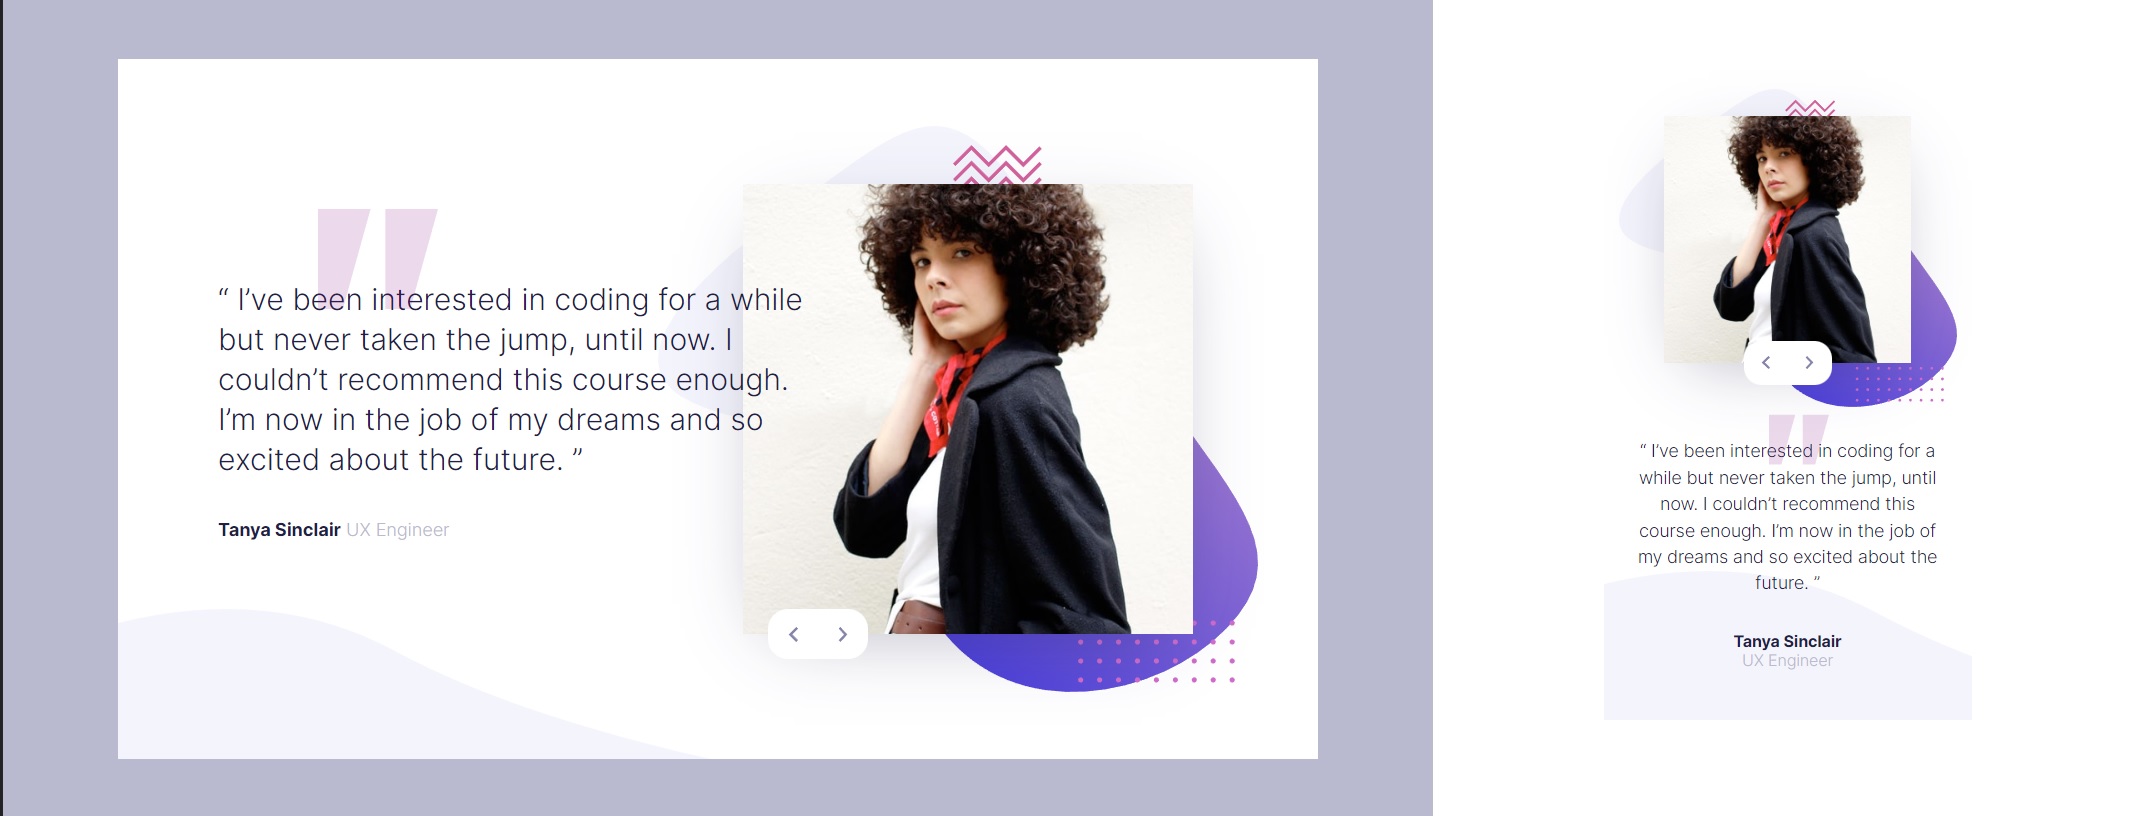 “ I’ve been interested in coding for a while
but never taken the jump, until now. I
couldn’t recommend this course enough.
I’m now in the job of my dreams and so
excited about the future. ”
Tanya Sinclair UX Engineer
“ I’ve been interested in coding for a
while but never taken the jump, until
now. I couldn’t recommend this
course enough. I’m now in the job of
my dreams and so excited about the
future. ”
Tanya Sinclair
UX Engineer